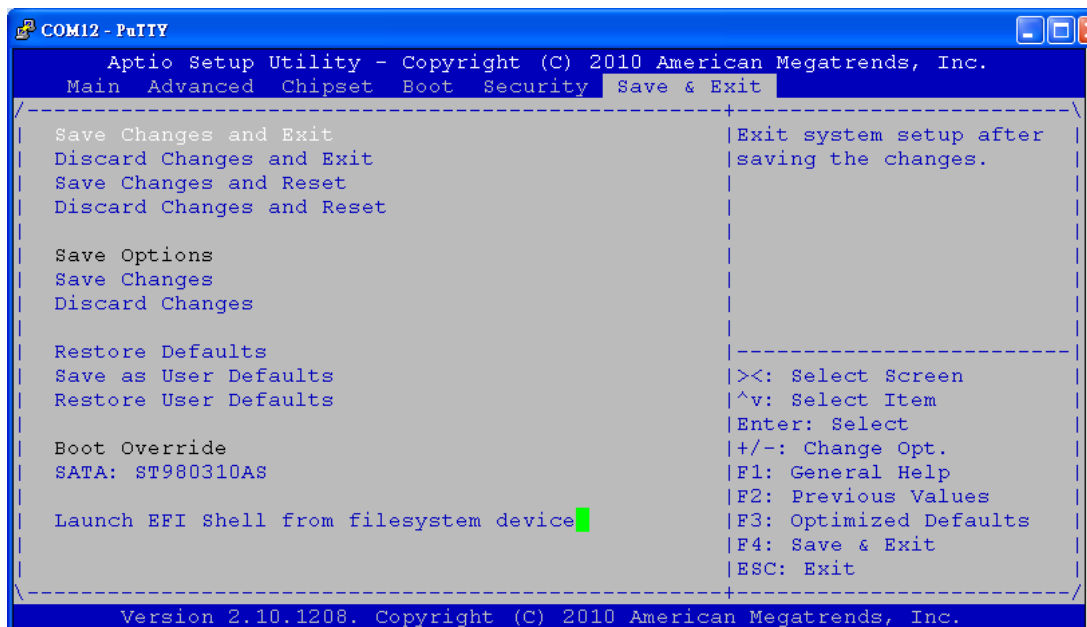 COM12 - PuTTY
Aptio Setup Utility - Copyright (C) 2010 American Megatrends, Inc.
Main Advanced Chipset Boot Security Save & Exit
Save Changes and Exit
Discard Changes and Exit
Save Changes and Reset
Discard Changes and Reset
Save Options
Save Changes
Discard Changes
Restore Defaults
Save as User Defaults
Restore User Defaults
Boot Override
SATA: ST980310AS
Launch EFI Shell from filesystem device
Exit system setup after
saving the changes.
><: Select Screen
^v: Select Item
Enter: Select
+/-: Change Opt.
F1: General Help
F2: Previous Values
F3: Optimized Defaults
F4: Save & Exit
ESC: Exit
Version 2.10.1208. Copyright (C) 2010 American Megatrends, Inc.